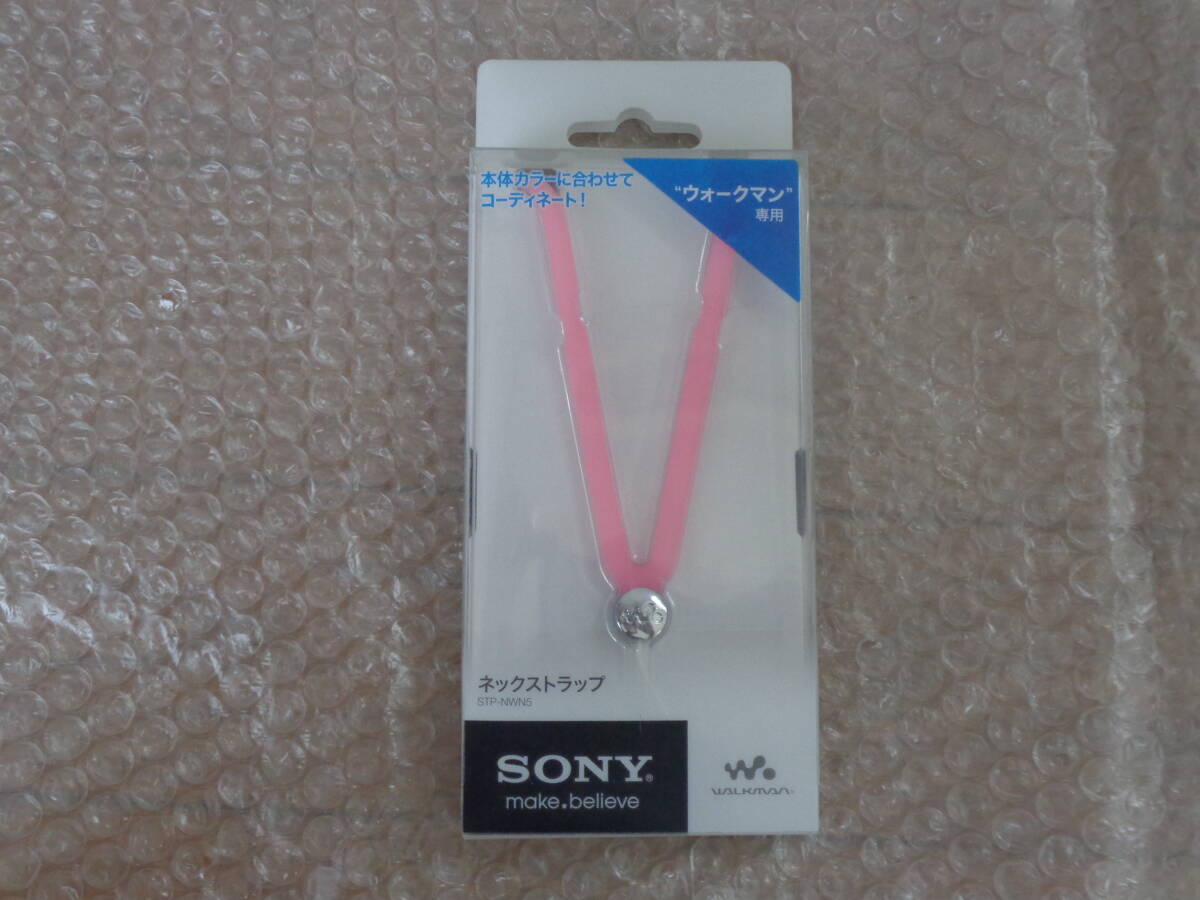 本体カラーに合わせて
コーディネート!
“ウォークマン”
専用
ネックストラップ
STP-NWN5
SONY®
make.believe
WALKMAN®